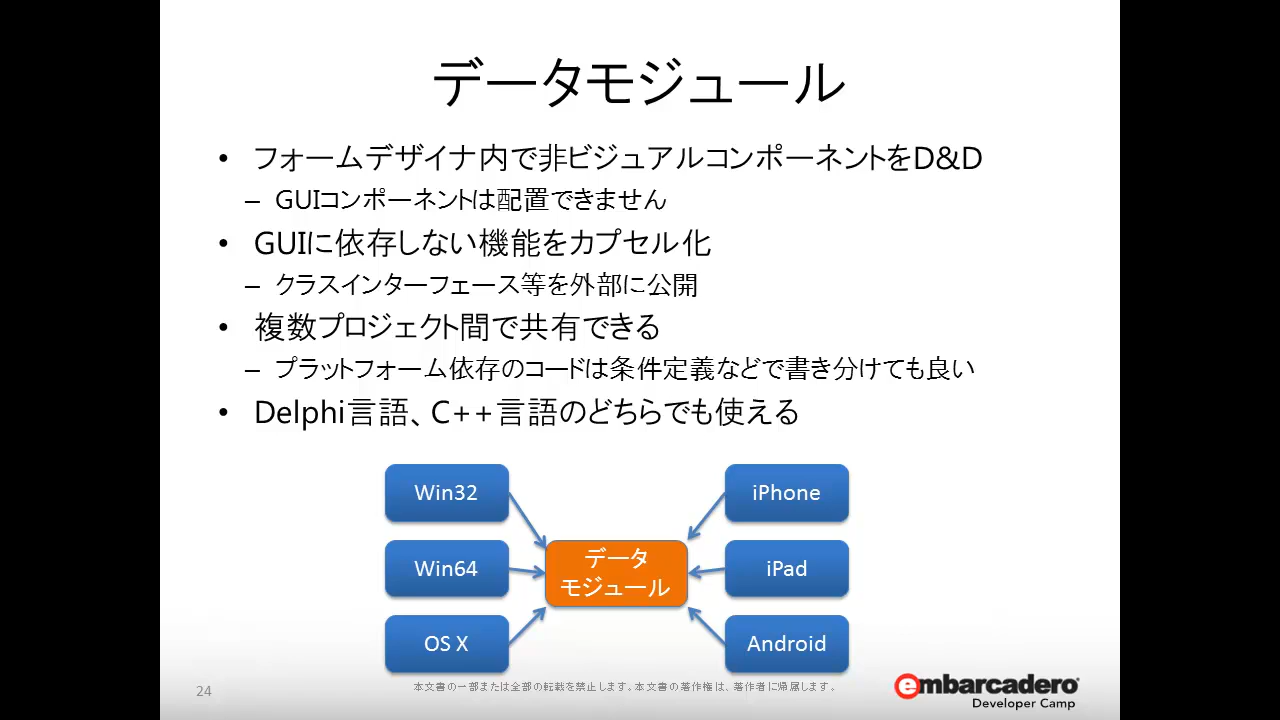 データモジュール
• フォームデザイナ内で非ビジュアルコンポーネントをD&D
– GUIコンポーネントは配置できません
• GUIに依存しない機能をカプセル化
– クラスインターフェース等を外部に公開
• 複数プロジェクト間で共有できる
– プラットフォーム依存のコードは条件定義などで書き分けても良い
• Delphi言語、C++言語のどちらでも使える
Win32
iPhone
Win64
データ
モジュール
iPad
OS X
Android
24
本文書の一部または全部の転載を禁止します。本文書の著作権は、著作者に帰属します。
embarcadero
Developer Camp